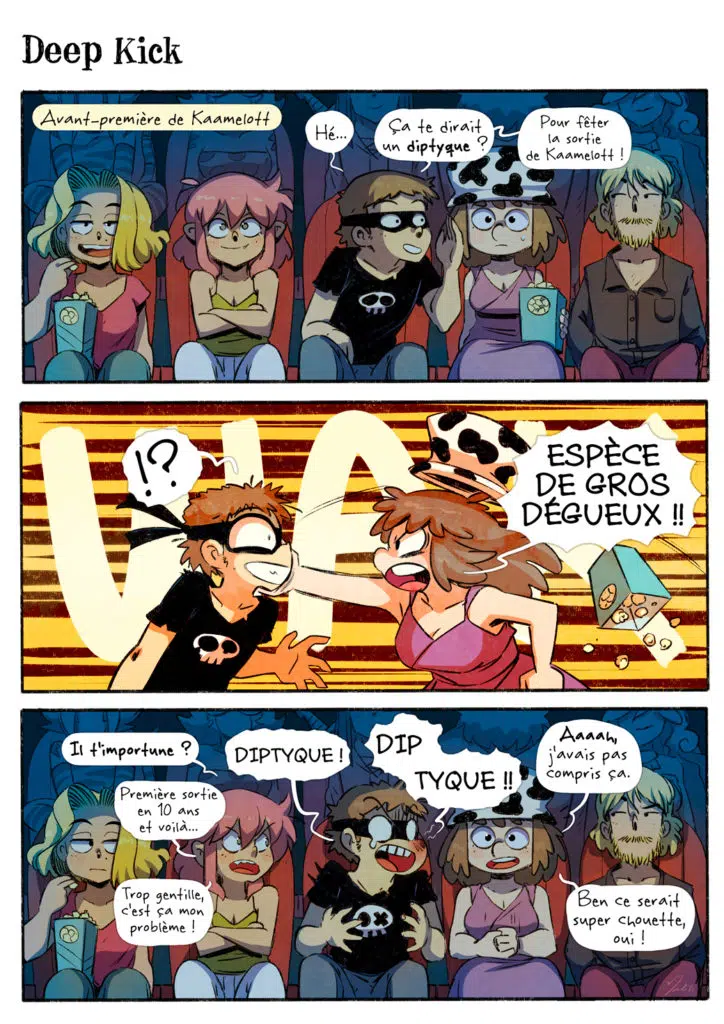 Deep Kick
Avant-première de Kaamelott
Hé...
Ça te dirait
un diptyque ?
Pour fêter
la sortie
de Kaamelott !
VLAN
!?
ESPÈCE
DE GROS
DÉGUEUX !!
Il t'importune ?
Première sortie
en 10 ans
et voilà...
Trop gentille,
c'est ça mon
problème !
DIPTYQUE !
DIP
TYQUE !!
Aaaah,
j'avais pas
compris ça.
Ben ce serait
super chouette,
oui !